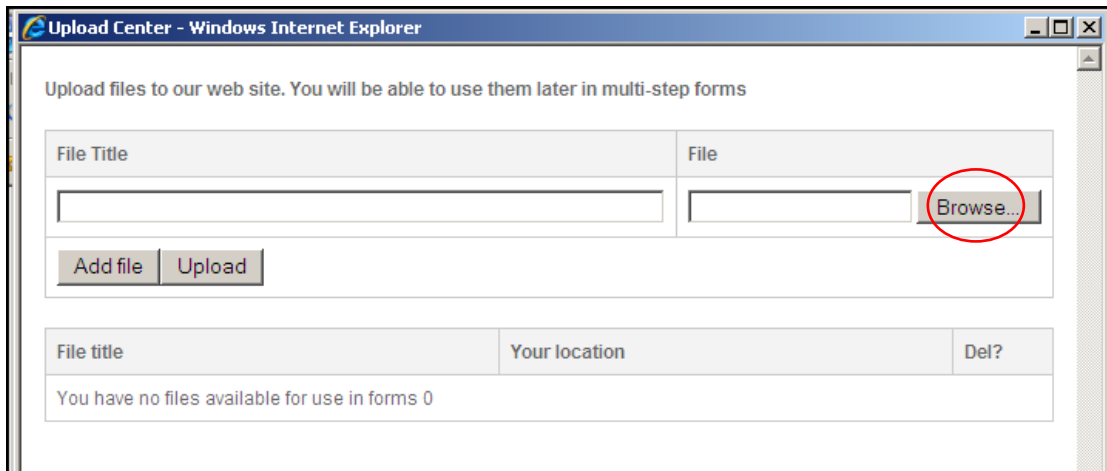 Upload Center - Windows Internet Explorer
Upload files to our web site. You will be able to use them later in multi-step forms
File Title File
Browse...
Add file Upload
File title Your location Del?
You have no files available for use in forms 0